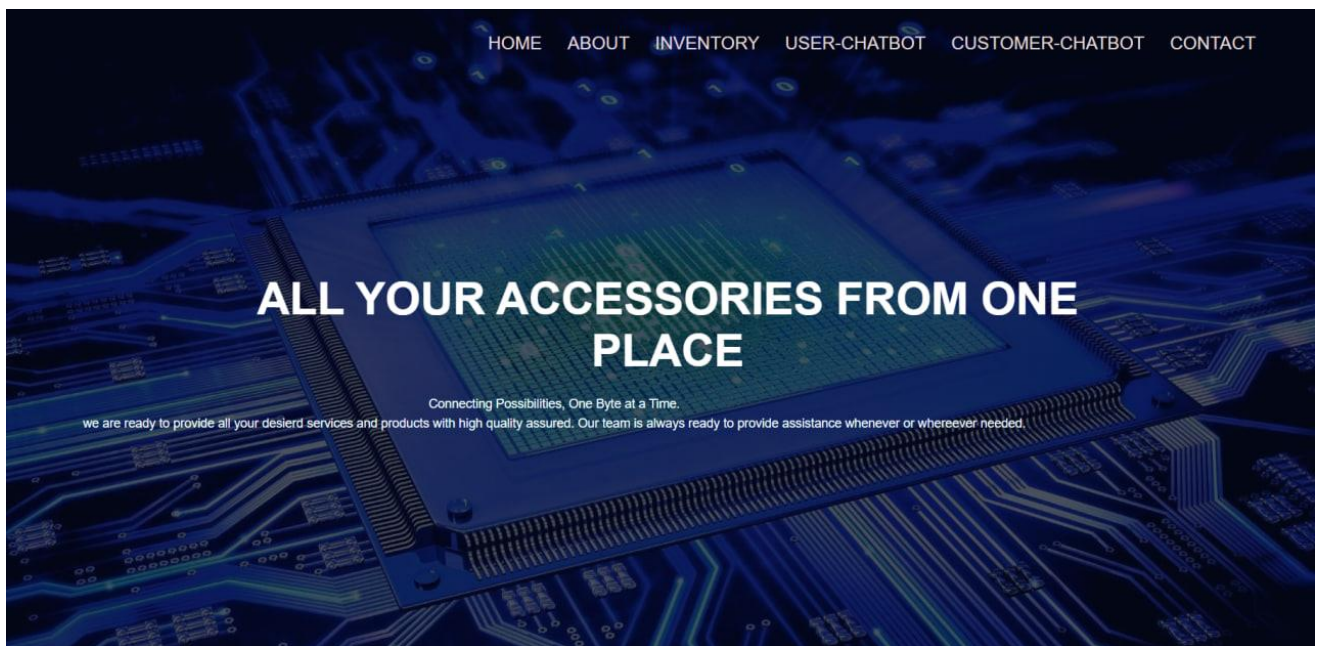 HOME ABOUT INVENTORY USER-CHATBOT CUSTOMER-CHATBOT CONTACT
ALL YOUR ACCESSORIES FROM ONE
PLACE
Connecting Possibilities, One Byte at a Time.
we are ready to provide all your desierd services and products with high quality assured. Our team is always ready to provide assistance whenever or whereever needed.